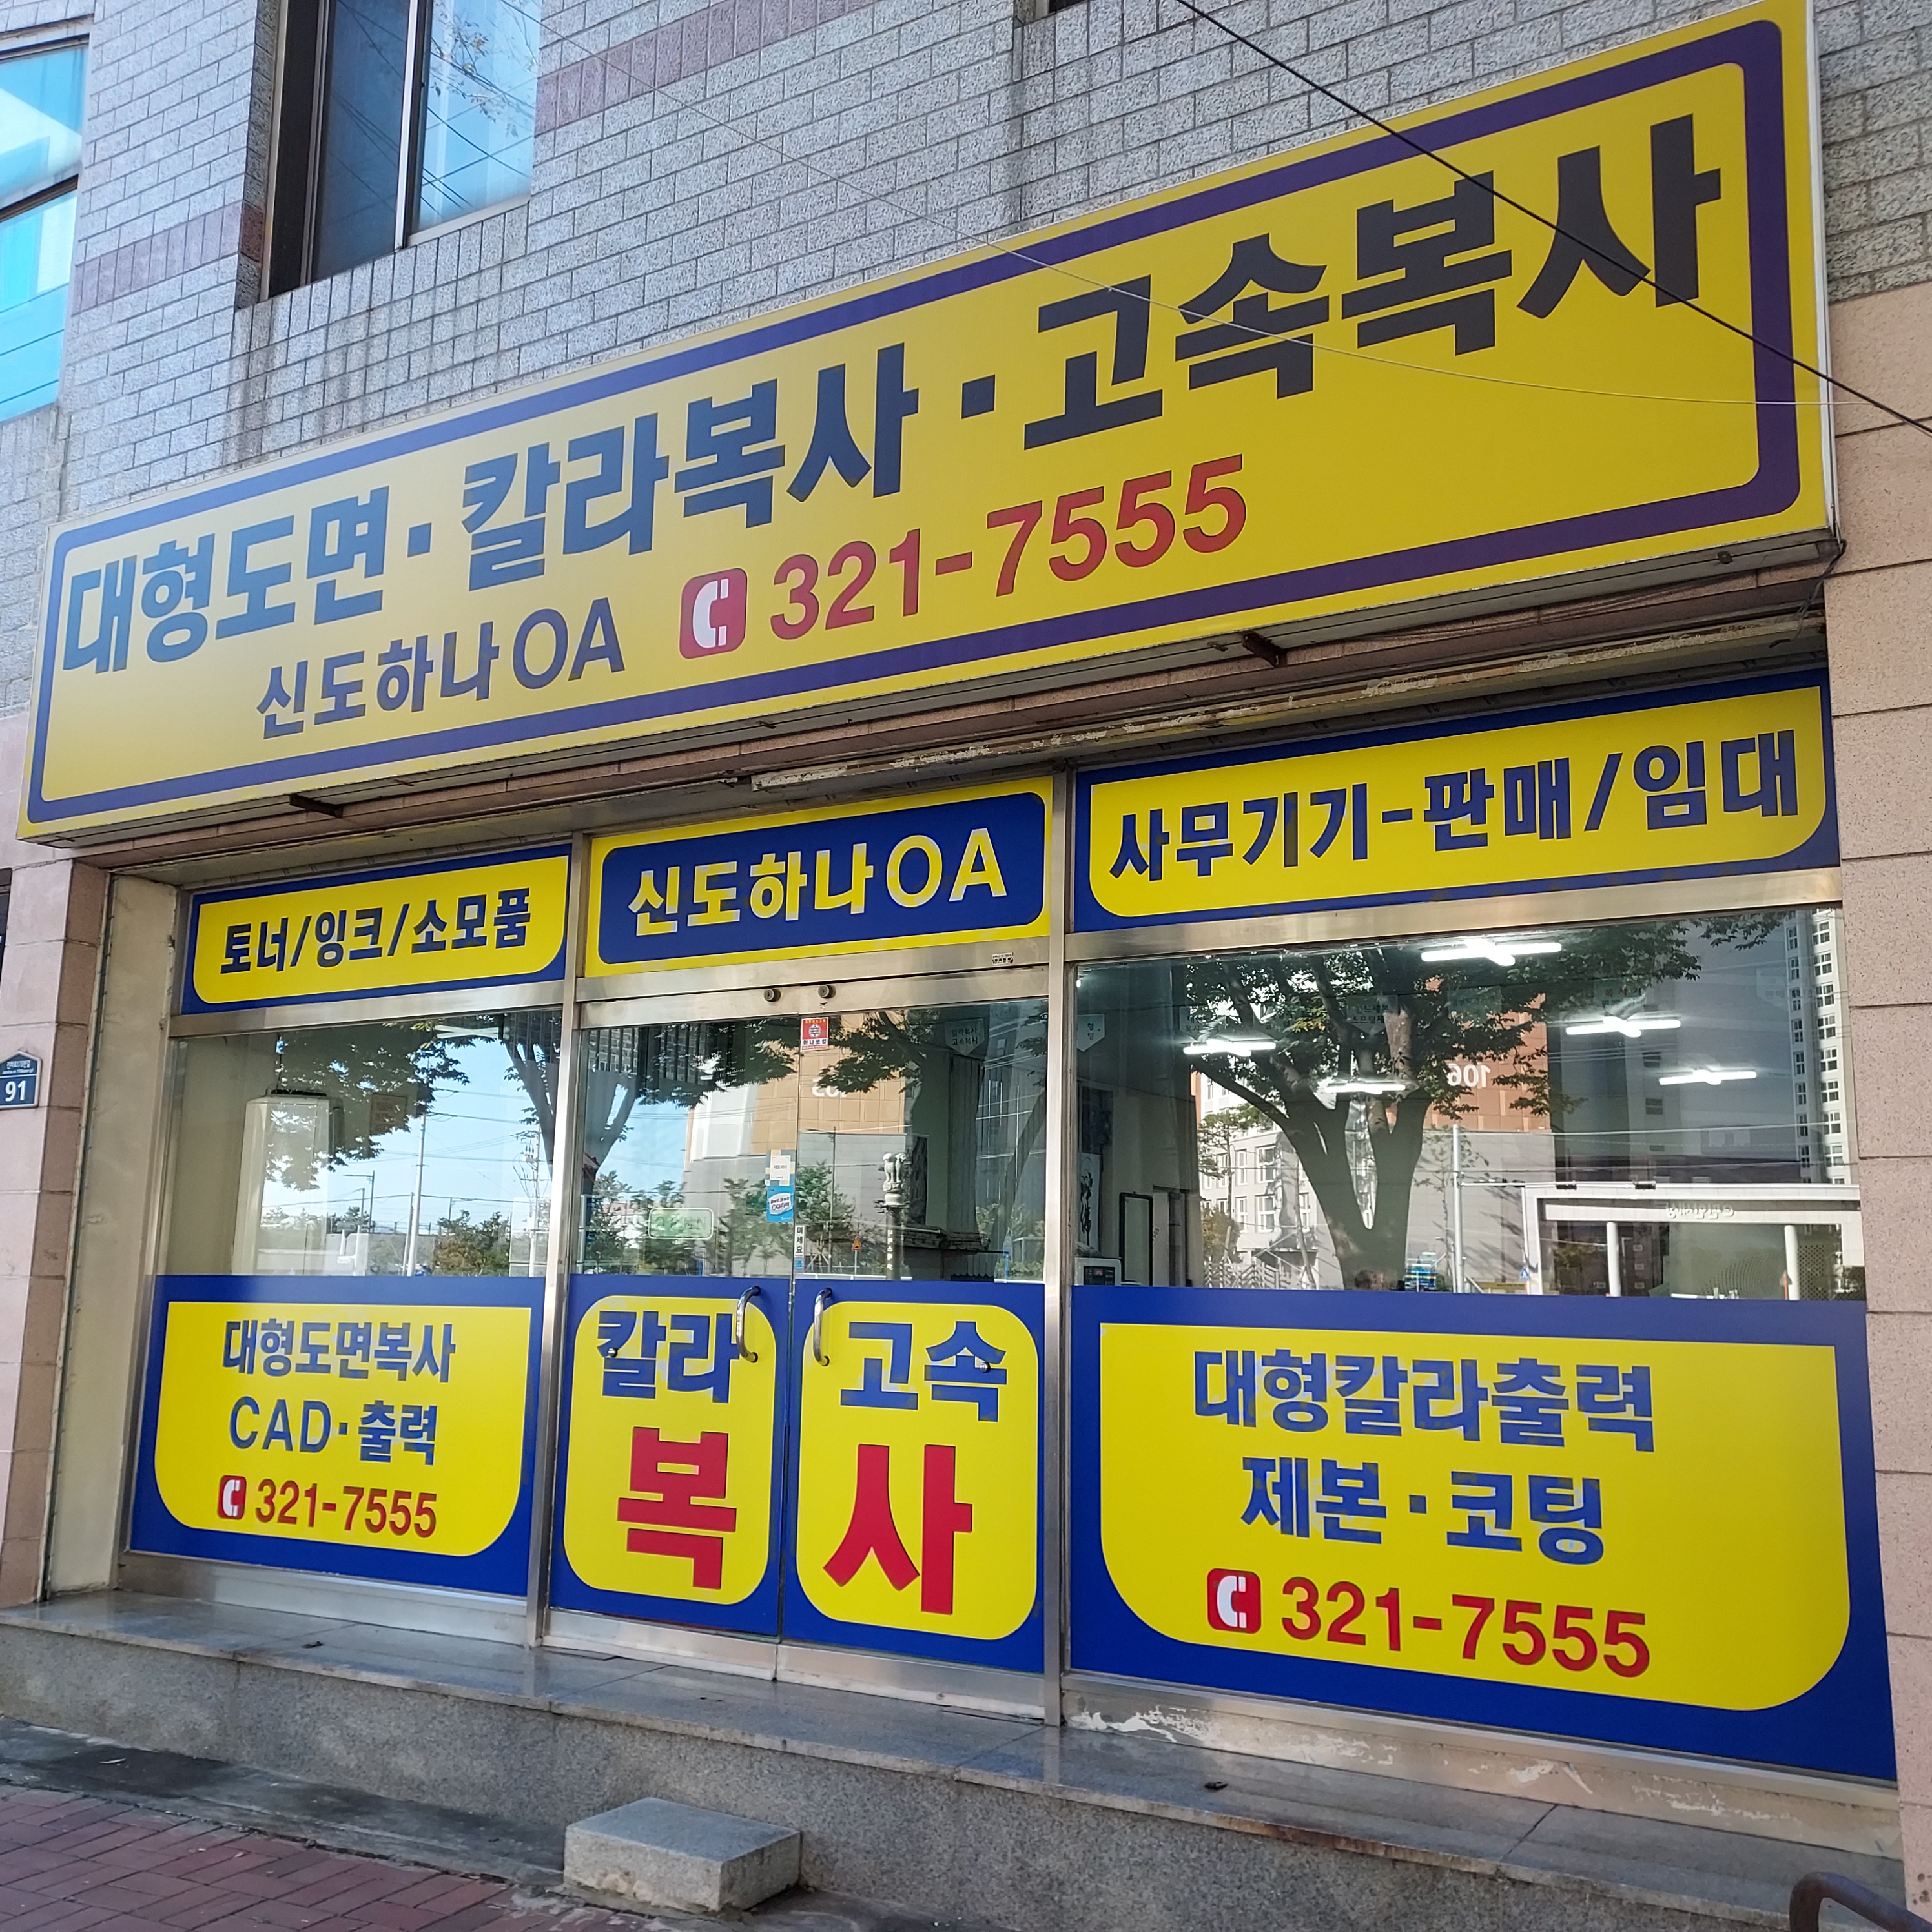 대형도면·칼라복사·고속복사
신도하나OA 321-7555
토너/잉크/소모품
신도하나OA
사무기기-판매/임대
91
106
대형도면복사
CAD·출력
321-7555
칼라
복
고속
사
대형칼라출력
제본·코팅
321-7555